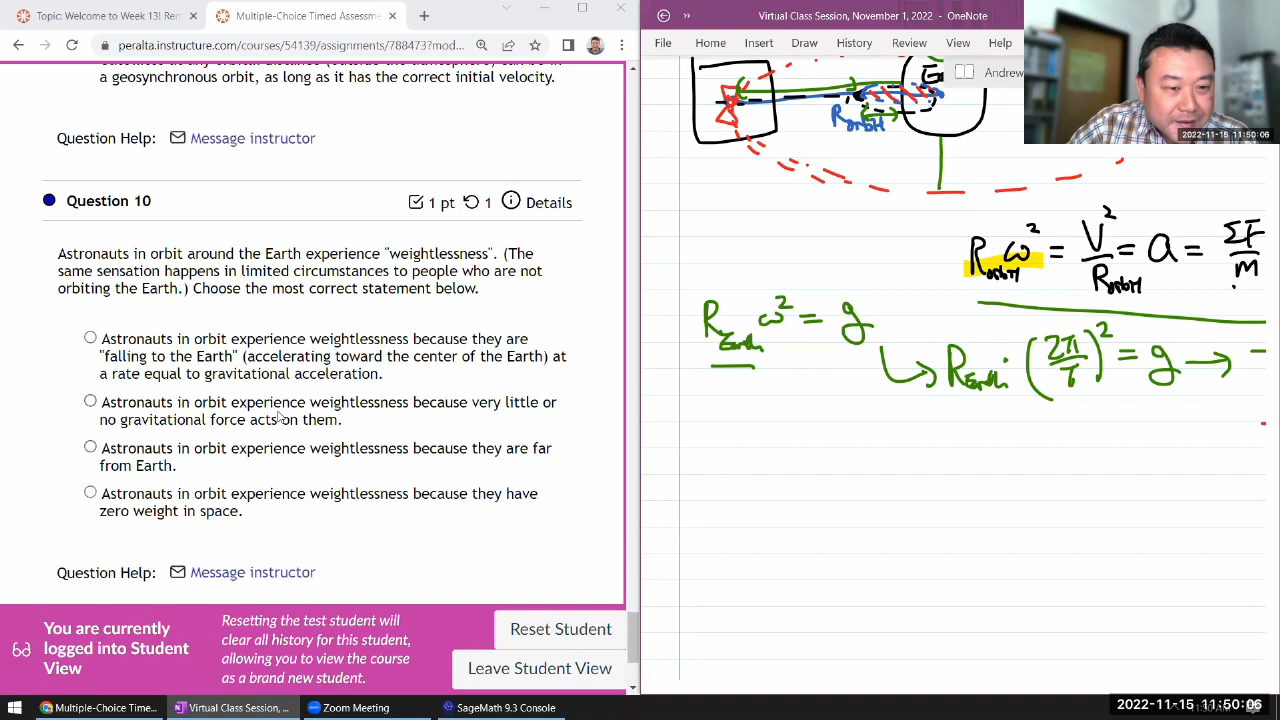 Topic: Welcome to Week 13! Rem
Multiple-Choice Timed Assessme
peralta.instructure.com/courses/54139/assignments/788473?mod...
a geosynchronous orbit, as long as it has the correct initial velocity.
Question Help: Message instructor
Question 10
1 pt 1 Details
Astronauts in orbit around the Earth experience "weightlessness". (The
same sensation happens in limited circumstances to people who are not
orbiting the Earth.) Choose the most correct statement below.
Astronauts in orbit experience weightlessness because they are
"falling to the Earth" (accelerating toward the center of the Earth) at
a rate equal to gravitational acceleration.
Astronauts in orbit experience weightlessness because very little or
no gravitational force acts on them.
Astronauts in orbit experience weightlessness because they are far
from Earth.
Astronauts in orbit experience weightlessness because they have
zero weight in space.
Question Help: Message instructor
You are currently
logged into Student
View
Resetting the test student will
clear all history for this student,
allowing you to view the course
as a brand new student.
Reset Student
Leave Student View
Virtual Class Session, November 1, 2022 - OneNote
File Home Insert Draw History Review View Help
Andrew
R orbit
R orbit ω² = V²/R orbit = a = ΣF/m
R Earth ω² = g
R Earth (2π/T)² = g →
2022-11-15 11:50:06
Multiple-Choice Time...
Virtual Class Session, ...
Zoom Meeting
SageMath 9.3 Console
2022-11-15 11:50:06